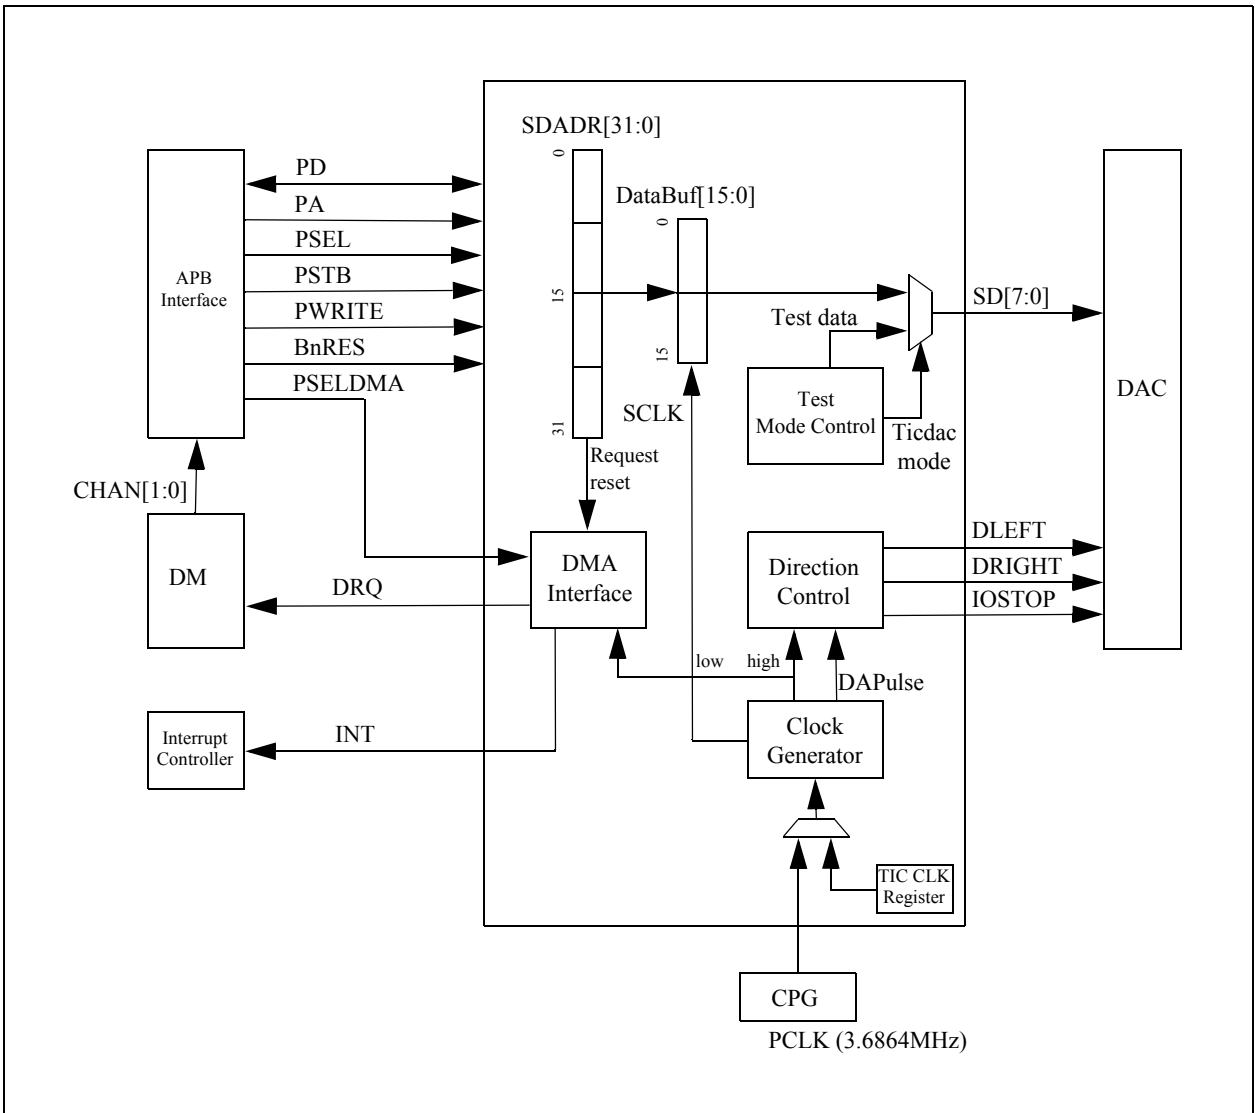 SDADR[31:0]
0
PD
DataBuf[15:0]
PA
0
PSEL
APB
Interface
PSTB
15
SD[7:0]
PWRITE
Test data
BnRES
15
PSELDMA
Test
Mode Control
DAC
SCLK
31
Ticdac
mode
Request
reset
CHAN[1:0]
DLEFT
DM
DMA
Interface
Direction
Control
DRIGHT
DRQ
IOSTOP
low
high
DAPulse
Interrupt
Controller
INT
Clock
Generator
TIC CLK
Register
CPG
PCLK (3.6864MHz)